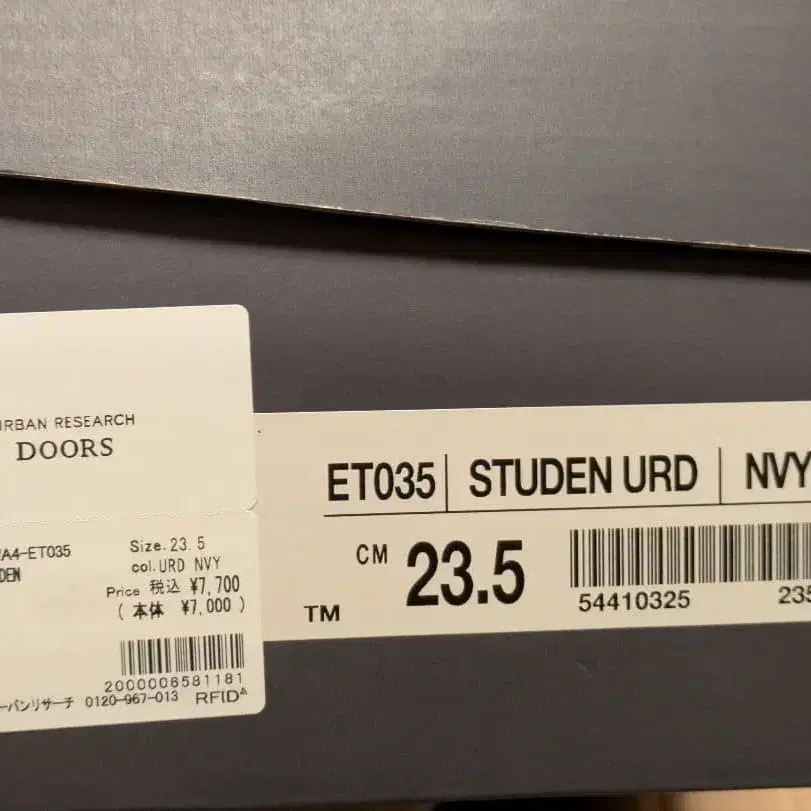 URBAN RESEARCH
DOORS
A4-ET035
DEN
Size. 23.5
col. URD NVY
Price 税込 ¥7,700
( 本体 ¥7,000 )
2000006581181
ーバンリサーチ 0120-967-013 RFID
ET035 STUDEN URD NVY
CM 23.5
TM
54410325 235